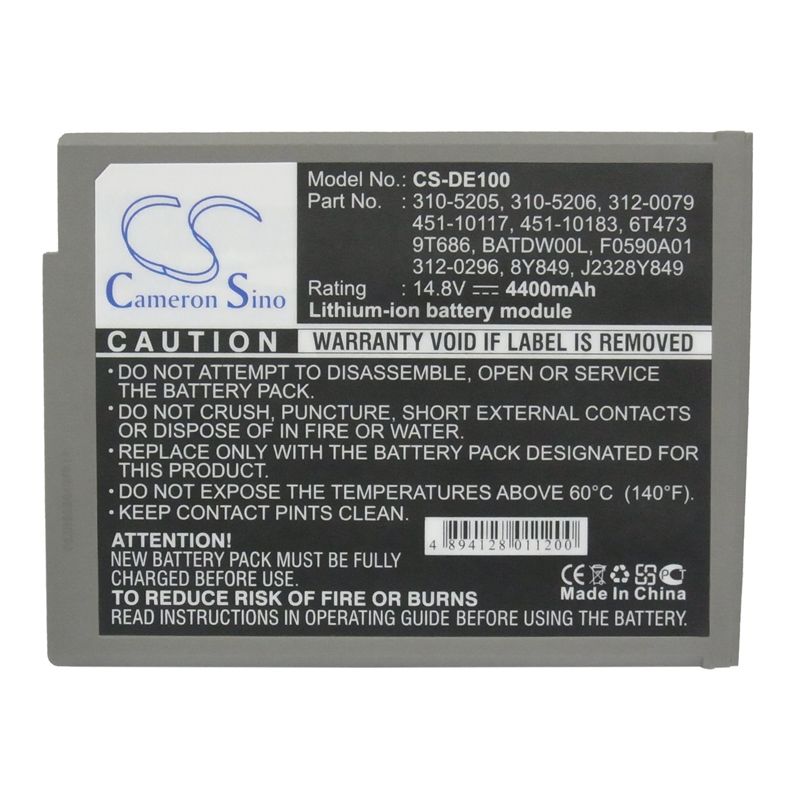 CS
Cameron Sino
Model No.: CS-DE100
Part No. : 310-5205, 310-5206, 312-0079
451-10117, 451-10183, 6T473
9T686, BATDW00L, F0590A01
312-0296, 8Y849, J2328Y849
Rating : 14.8V 4400mAh
Lithium-ion battery module
CAUTION WARRANTY VOID IF LABEL IS REMOVED
•DO NOT ATTEMPT TO DISASSEMBLE, OPEN OR SERVICE
THE BATTERY PACK.
•DO NOT CRUSH, PUNCTURE, SHORT EXTERNAL CONTACTS
OR DISPOSE OF IN FIRE OR WATER.
•REPLACE ONLY WITH THE BATTERY PACK DESIGNATED FOR
THIS PRODUCT.
•DO NOT EXPOSE THE TEMPERATURES ABOVE 60°C (140°F).
•KEEP CONTACT PINTS CLEAN.
ATTENTION!
NEW BATTERY PACK MUST BE FULLY
CHARGED BEFORE USE.
TO REDUCE RISK OF FIRE OR BURNS
READ INSTRUCTIONS IN OPERATING GUIDE BEFORE USE.
4 894128 011200
CE
Made In China